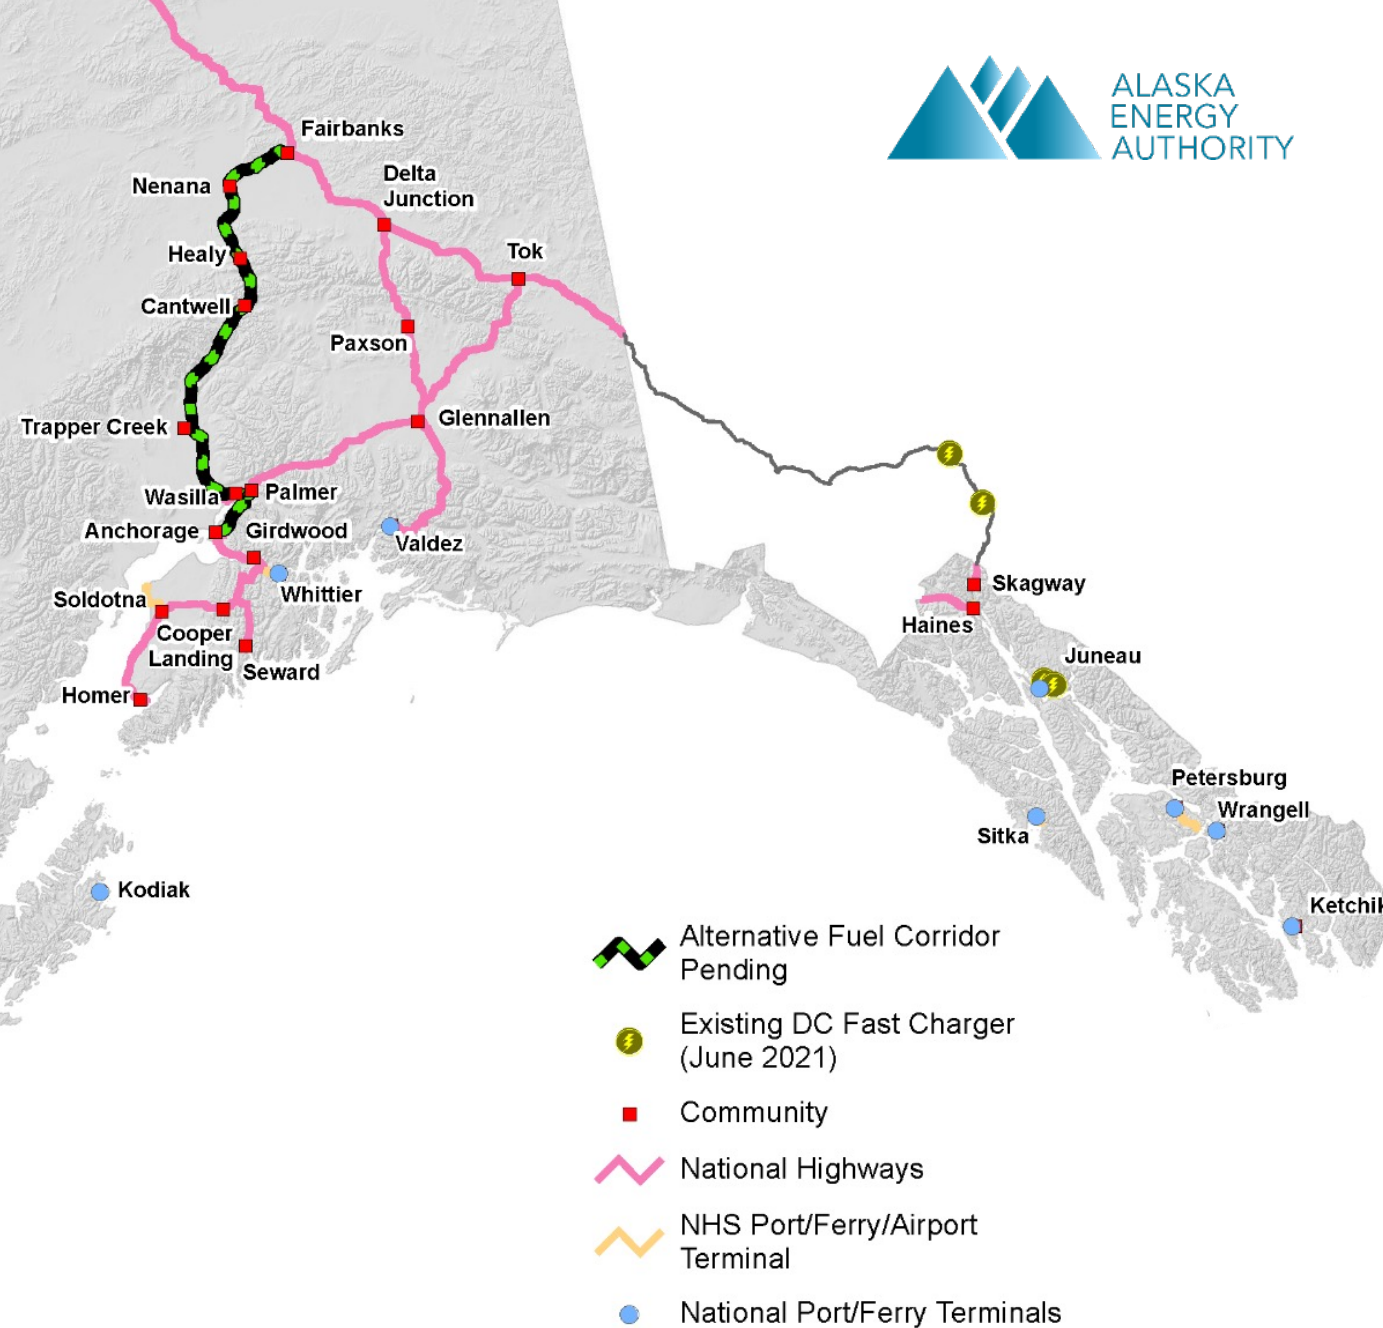 ALASKA
ENERGY
AUTHORITY
Fairbanks
Nenana
Delta
Junction
Healy
Tok
Cantwell
Paxson
Trapper Creek
Glennallen
Wasilla
Palmer
Anchorage
Girdwood
Valdez
Soldotna
Whittier
Cooper
Landing
Seward
Homer
Skagway
Haines
Juneau
Petersburg
Wrangell
Sitka
Kodiak
Ketchik
Alternative Fuel Corridor
Pending
Existing DC Fast Charger
(June 2021)
Community
National Highways
NHS Port/Ferry/Airport
Terminal
National Port/Ferry Terminals